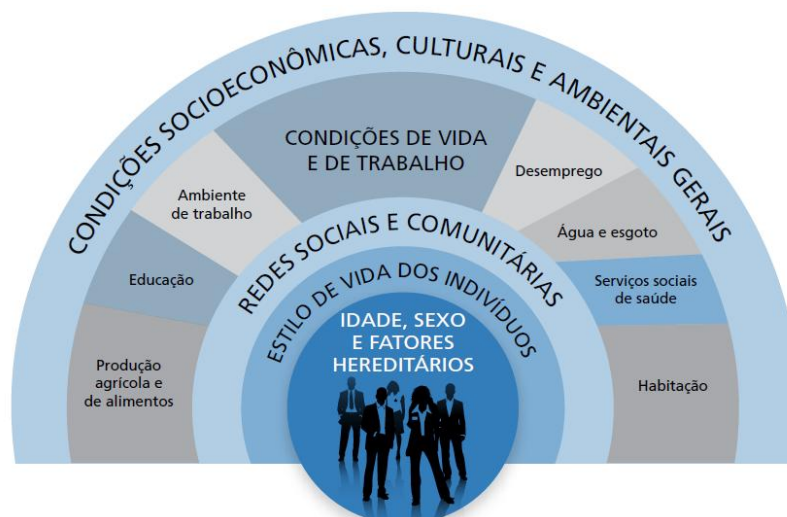 CONDIÇÕES SOCIOECONÔMICAS, CULTURAIS E AMBIENTAIS GERAIS
CONDIÇÕES DE VIDA
E DE TRABALHO
Desemprego
Ambiente
de trabalho
Água e esgoto
Educação
Serviços sociais
de saúde
Produção
agrícola e
de alimentos
Habitação
REDES SOCIAIS E COMUNITÁRIAS
ESTILO DE VIDA DOS INDIVÍDUOS
IDADE, SEXO
E FATORES
HEREDITÁRIOS